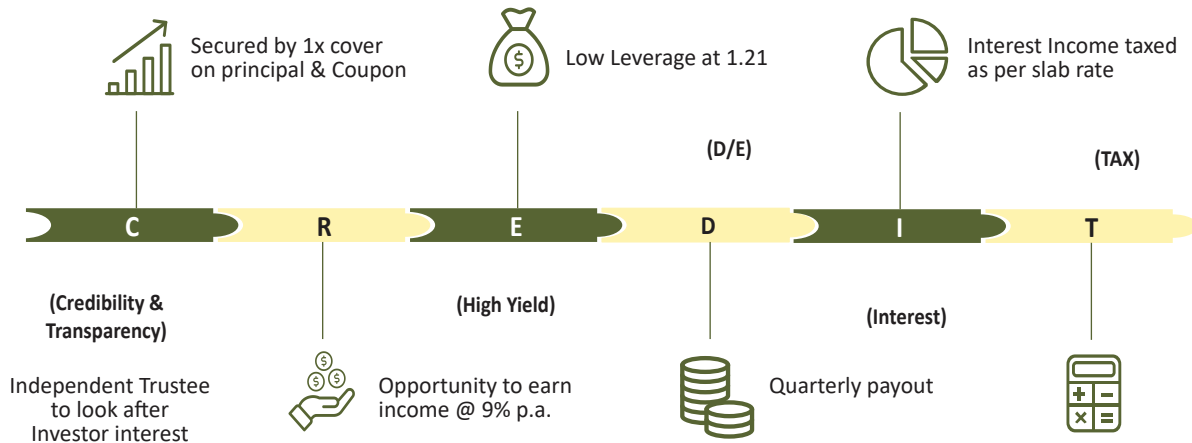 Secured by 1x cover
on principal & Coupon
Low Leverage at 1.21
Interest Income taxed
as per slab rate
(D/E)
(TAX)
C
R
E
D
I
T
(Credibility &
Transparency)
(High Yield)
(Interest)
Independent Trustee
to look after
Investor interest
Opportunity to earn
income @ 9% p.a.
Quarterly payout